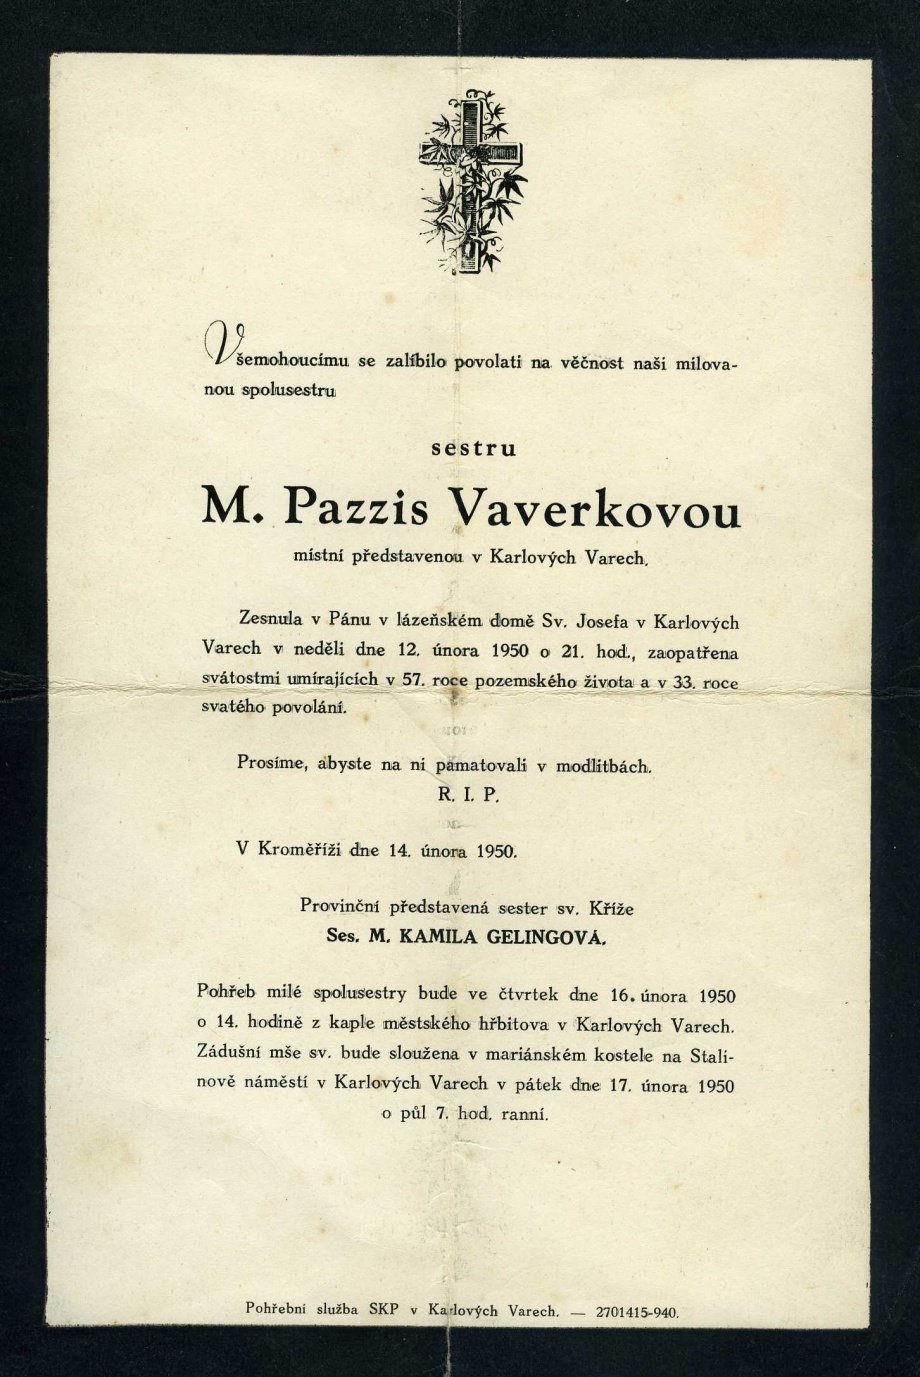 Všemohoucímu se zalíbilo povolati na věčnost naši milova-
nou spolusestru
sestru
M. Pazzis Vaverkovou
místní představenou v Karlových Varech.
Zesnula v Pánu v lázeňském domě Sv. Josefa v Karlových
Varech v neděli dne 12. února 1950 o 21. hod., zaopatřena
svátostmi umírajících v 57. roce pozemského života a v 33. roce
svatého povolání.
Prosíme, abyste na ni pamatovali v modlitbách.
R. I. P.
V Kroměříži dne 14. února 1950.
Provinční představená sester sv. Kříže
Ses. M. KAMILA GELINGOVÁ.
Pohřeb milé spolusestry bude ve čtvrtek dne 16. února 1950
o 14. hodině z kaple městského hřbitova v Karlových Varech.
Zádušní mše sv. bude sloužena v mariánském kostele na Stali-
nově náměstí v Karlových Varech v pátek dne 17. února 1950
o půl 7. hod. ranní.
Pohřební služba SKP v Karlových Varech. — 2701415-940.